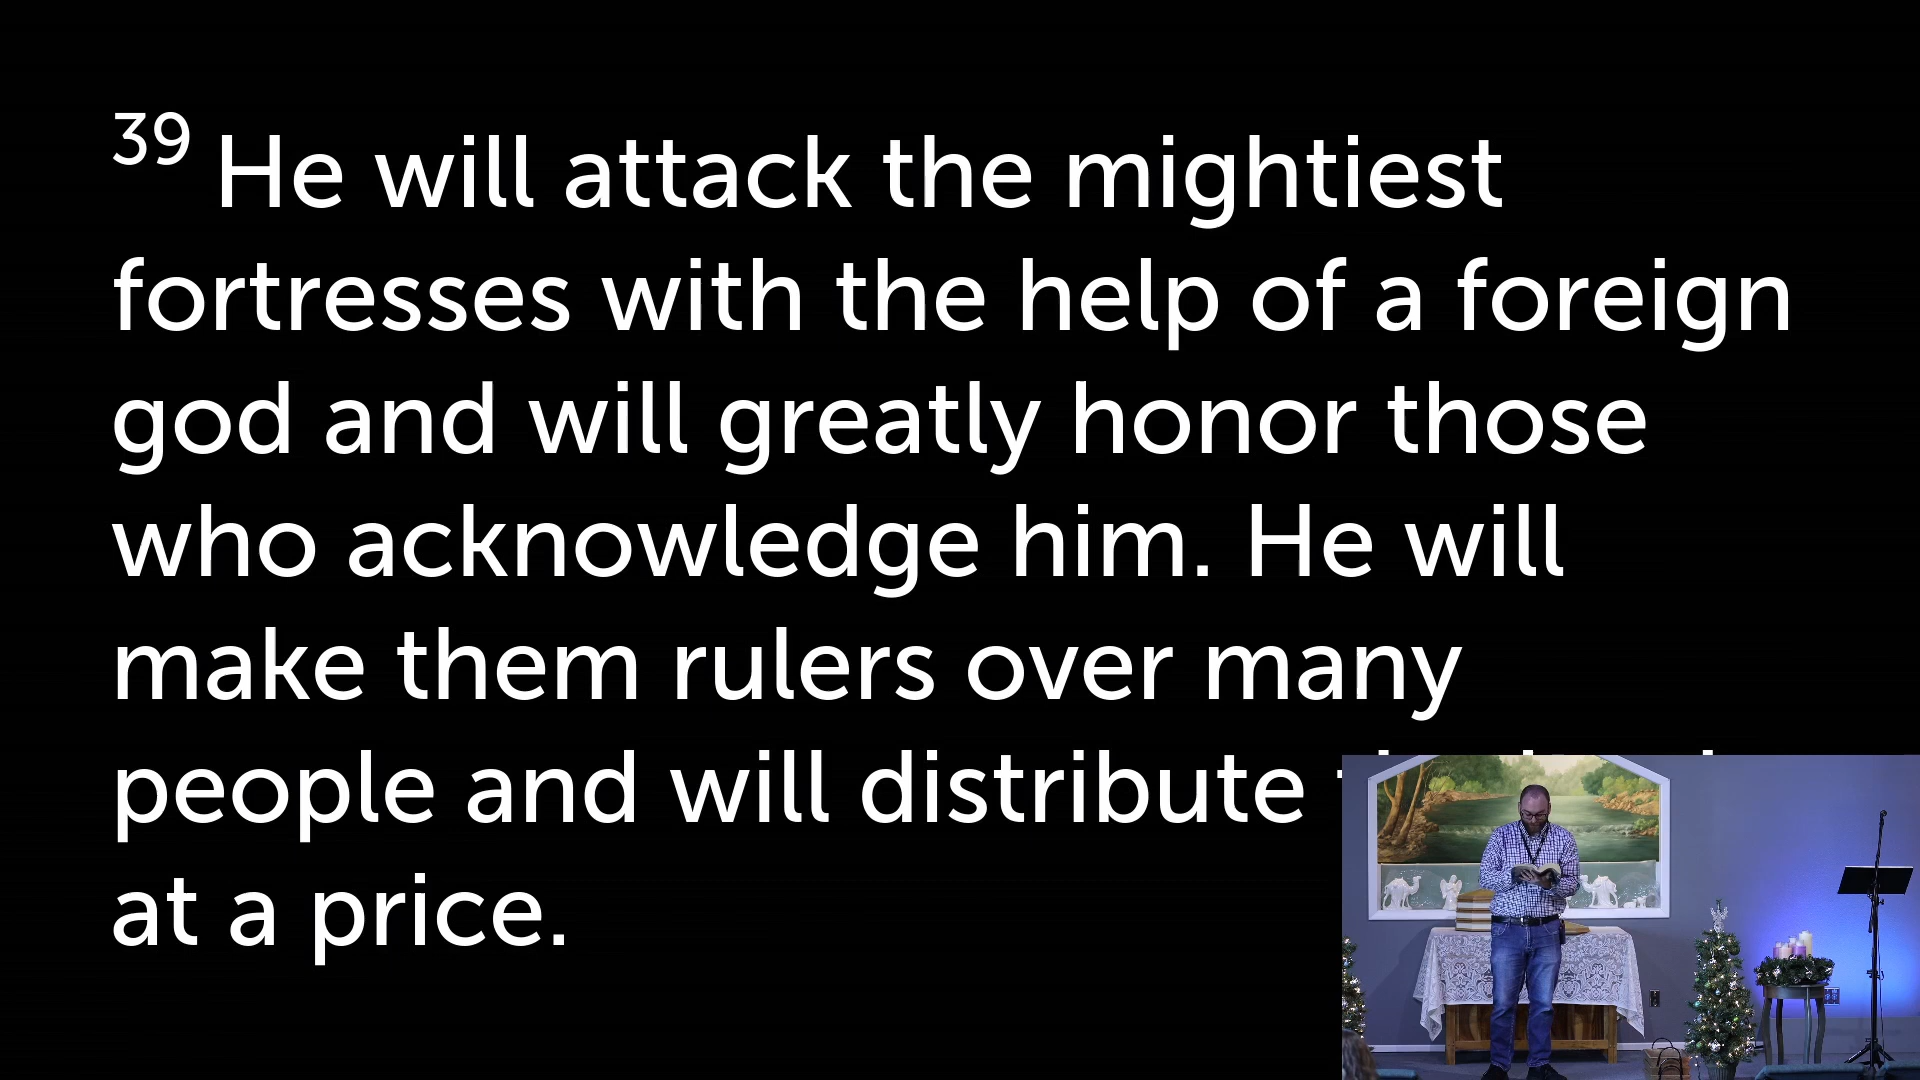 39 He will attack the mightiest
fortresses with the help of a foreign
god and will greatly honor those
who acknowledge him. He will
make them rulers over many
people and will distribute
at a price.